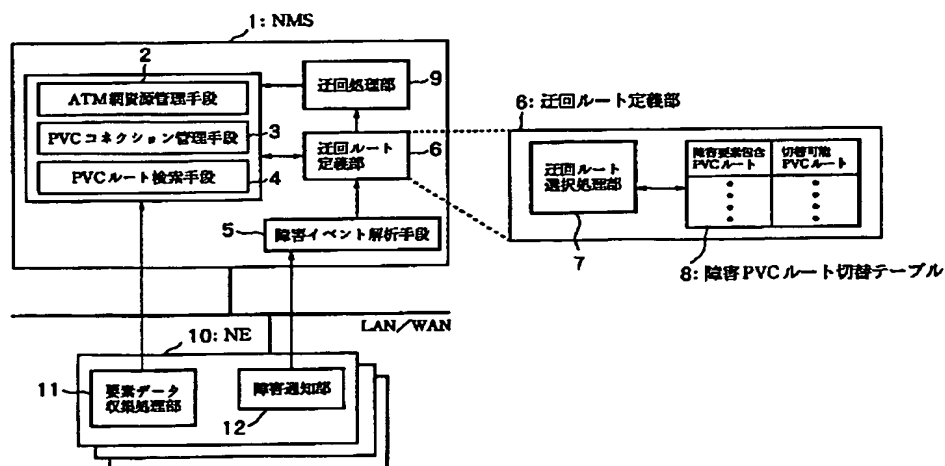 1: NMS
2
ATM網資源管理手段
PVCコネクション管理手段
3
PVCルート検索手段
4
迂回処理部
9
迂回ルート
定義部
6
5
障害イベント解析手段
6: 迂回ルート定義部
迂回ルート
選択処理部
7
障害要素包含
PVCルート
切替可能
PVCルート
8: 障害PVCルート切替テーブル
LAN/WAN
10: NE
11
要素データ
収集処理部
障害通知部
12